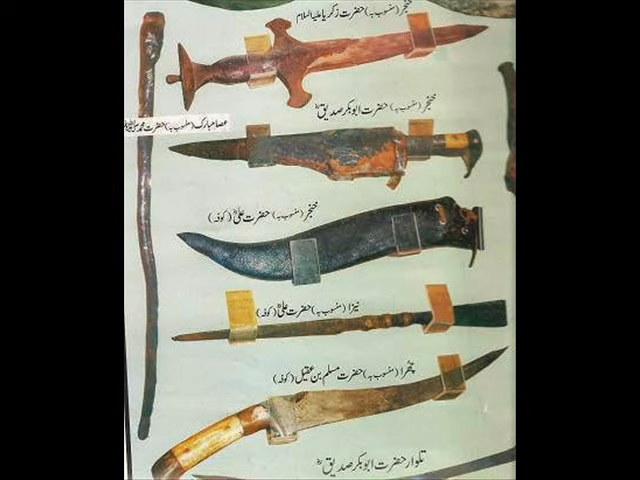 خنجر (منسوب بہ) حضرت زکریا علیہ السلام
خنجر (منسوب بہ) حضرت ابوبکر صدیقؓ
عصا مبارک (منسوب بہ) حضرت محمد ﷺ
خنجر (منسوب بہ) حضرت علیؓ (کوفہ)
نیزا (منسوب بہ) حضرت علیؓ (کوفہ)
چھرا (منسوب بہ) حضرت مسلم بن عقیل (کوفہ)
تلوار حضرت ابوبکر صدیقؓ